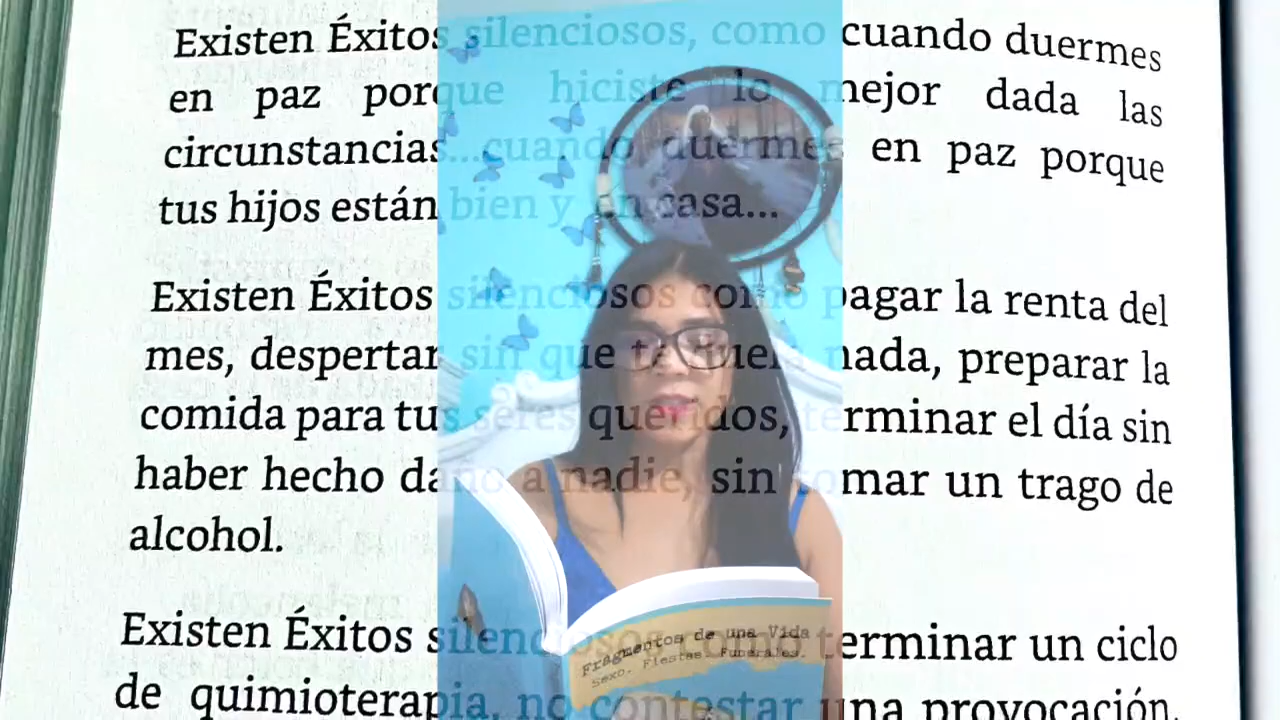 Existen Éxitos silenciosos, como cuando duermes
en paz porque hiciste lo mejor dada las
circunstancias...cuando duermes en paz porque
tus hijos están bien y en casa...
Existen Éxitos silenciosos como pagar la renta del
mes, despertar sin que te duela nada, preparar la
comida para tus seres queridos, terminar el día sin
haber hecho daño a nadie, sin tomar un trago de
alcohol.
Existen Éxitos silenciosos como terminar un ciclo
de quimioterapia, no contestar una provocación,
Fragmentos de una Vida
Sexo. Fiestas. Funerales.